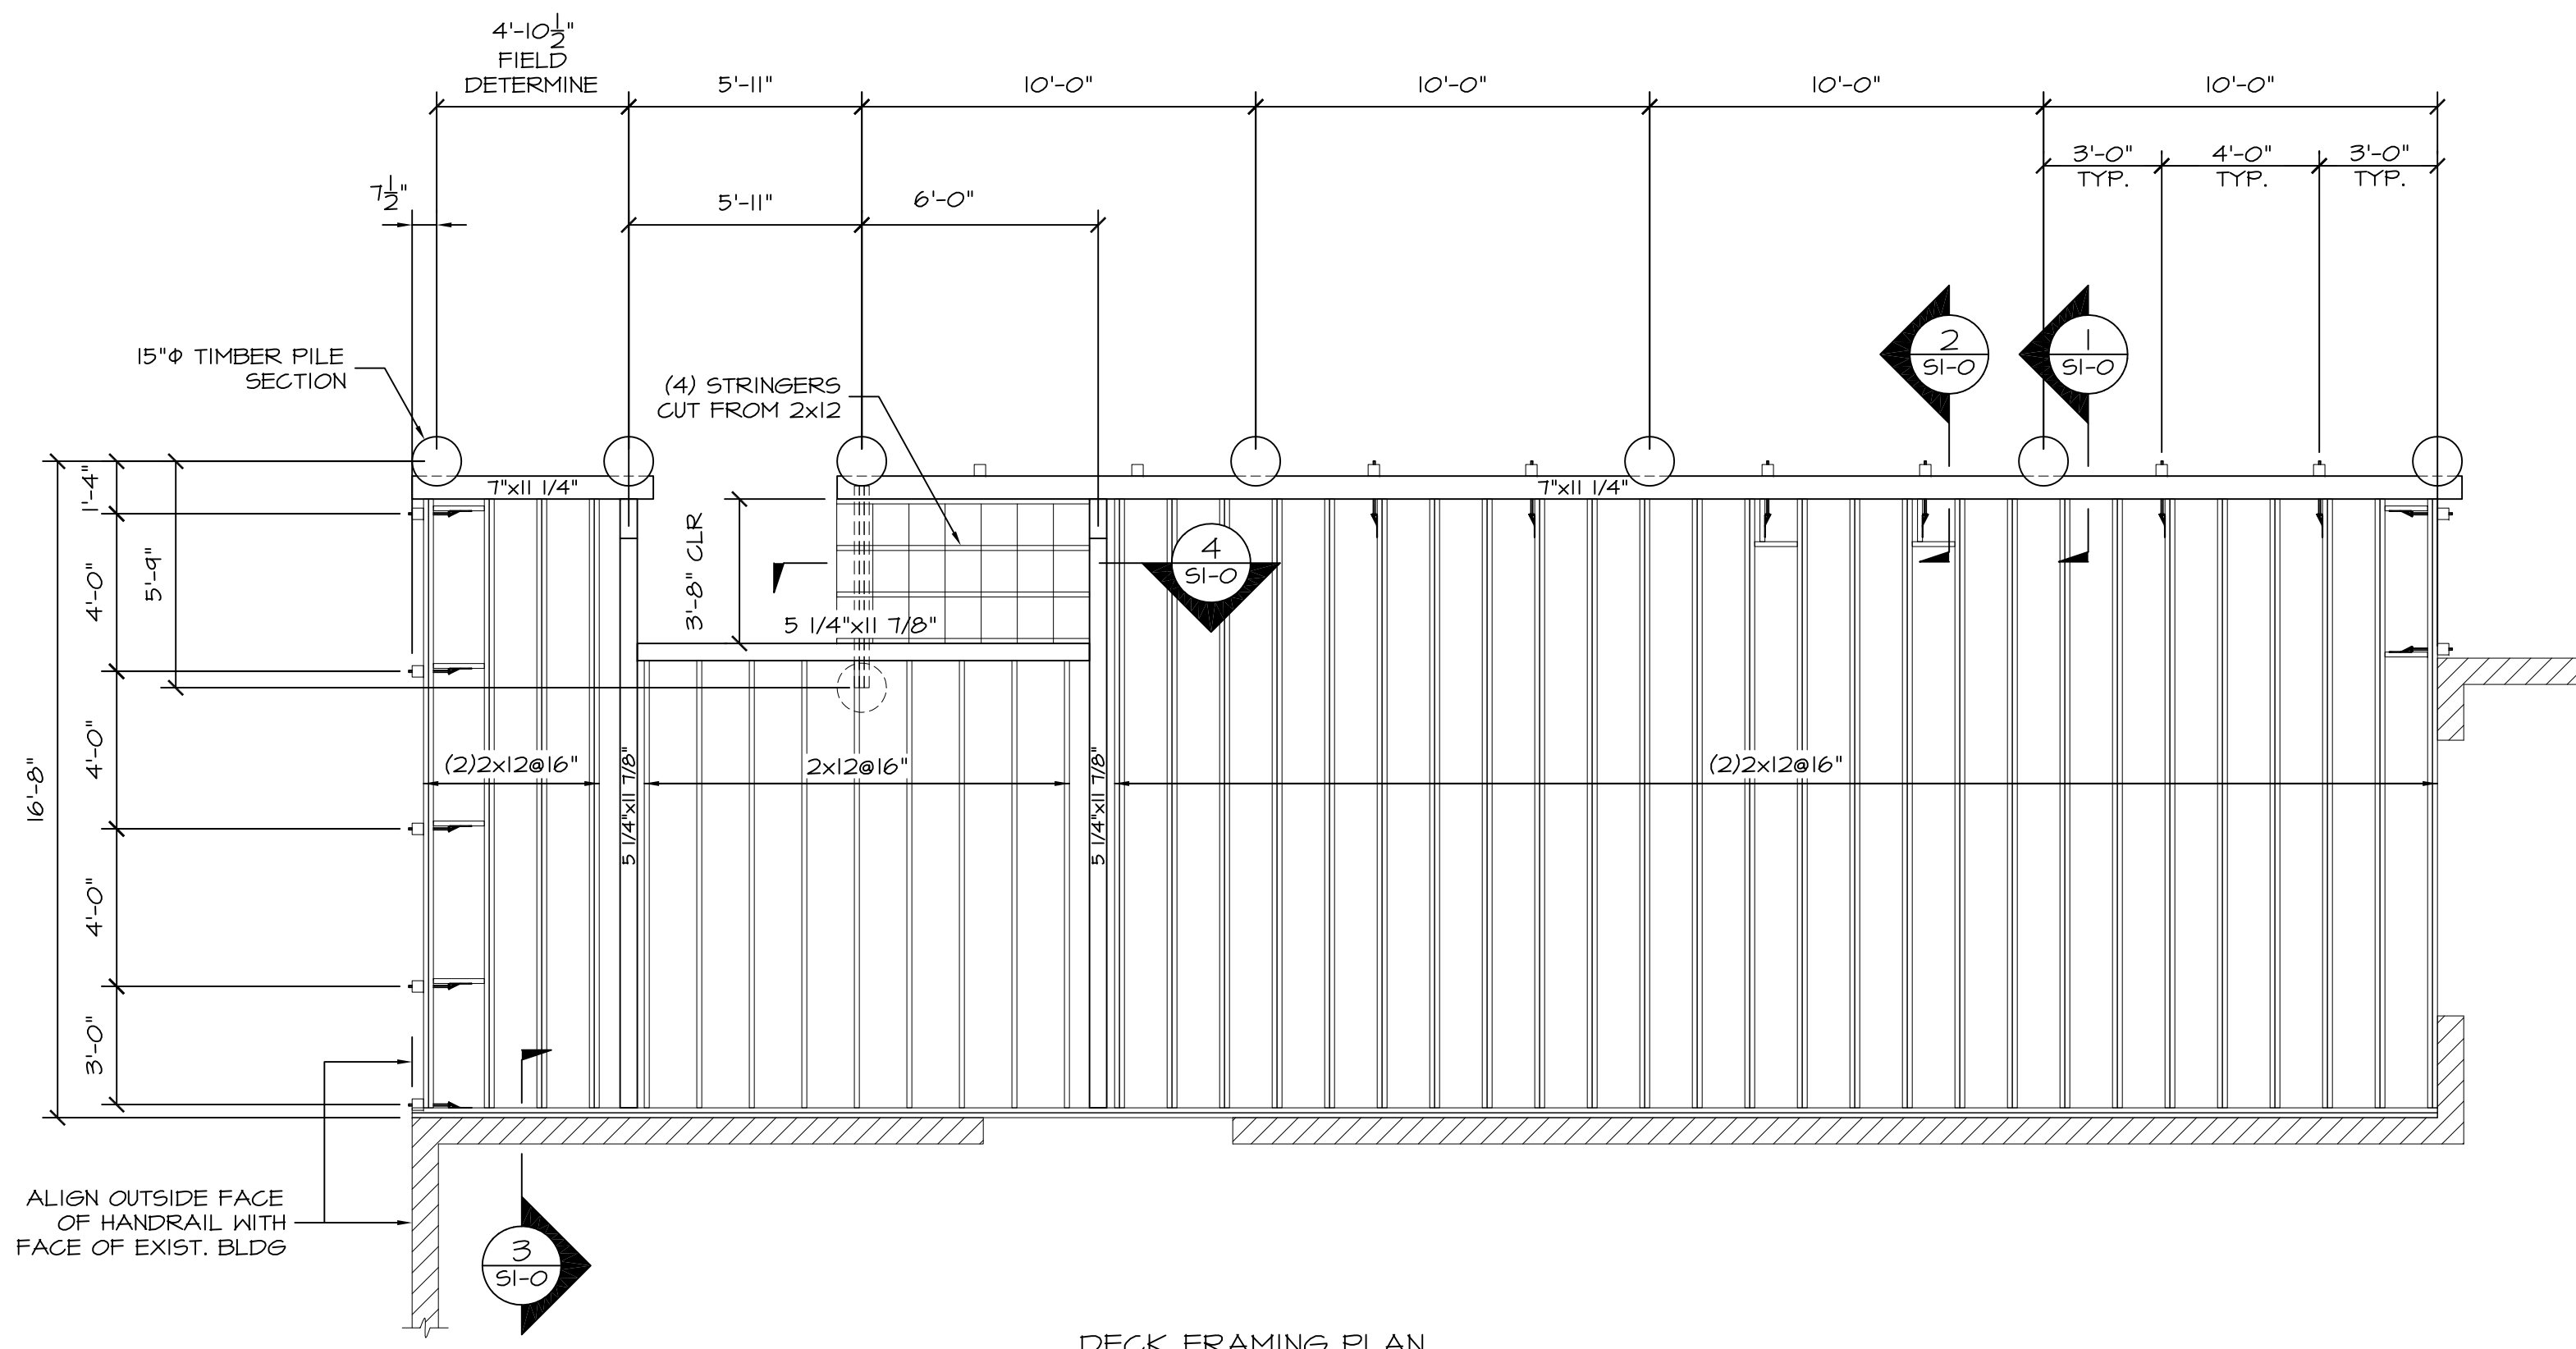 4'-10 1/2"
FIELD
DETERMINE
5'-11"
10'-0"
10'-0"
10'-0"
10'-0"
3'-0"
TYP.
4'-0"
TYP.
3'-0"
TYP.
7 1/2"
5'-11"
6'-0"
15"Φ TIMBER PILE
SECTION
(4) STRINGERS
CUT FROM 2x12
2
S1-0
1
S1-0
1'-4"
4'-0"
4'-0"
4'-0"
3'-0"
5'-9"
16'-8"
7"x11 1/4"
7"x11 1/4"
3'-8" CLR
4
S1-0
5 1/4"x11 7/8"
(2)2x12@16"
5 1/4"x11 7/8"
2x12@16"
5 1/4"x11 7/8"
(2)2x12@16"
ALIGN OUTSIDE FACE
OF HANDRAIL WITH
FACE OF EXIST. BLDG
3
S1-0
DECK FRAMING PLAN